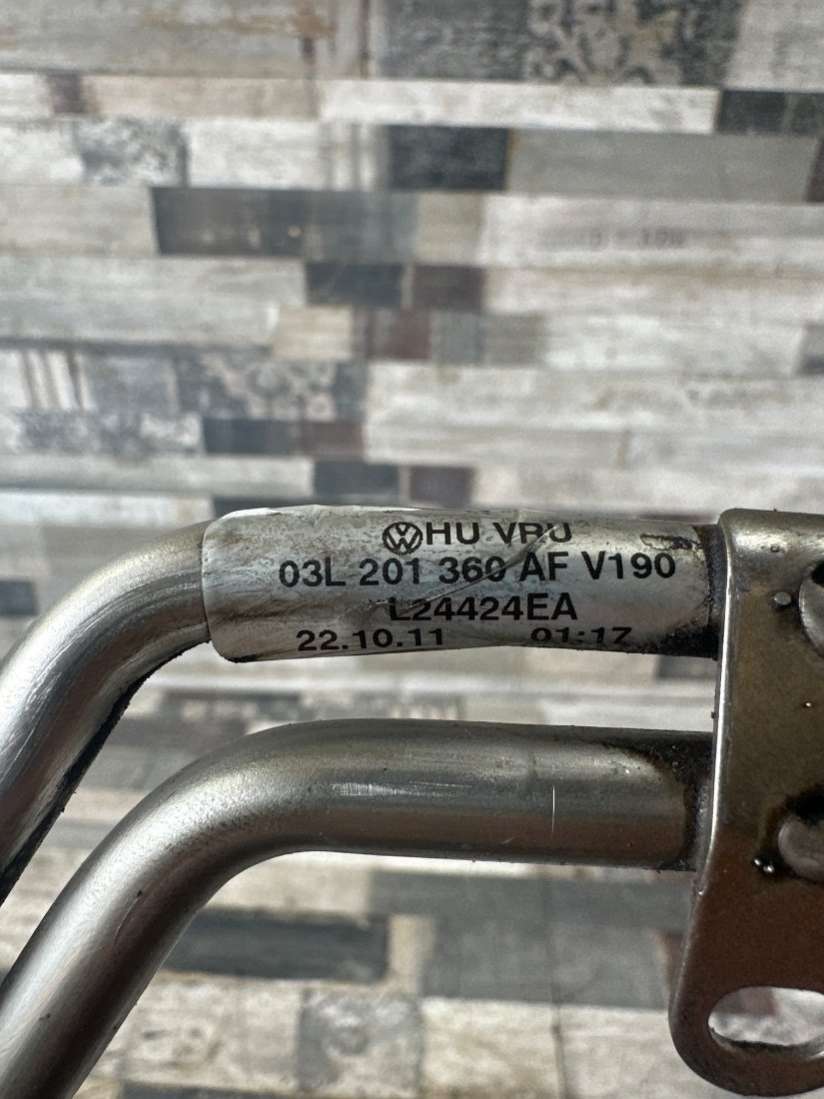 HU VRU
03L 201 360 AF V190
L24424EA
22.10.11 01:17